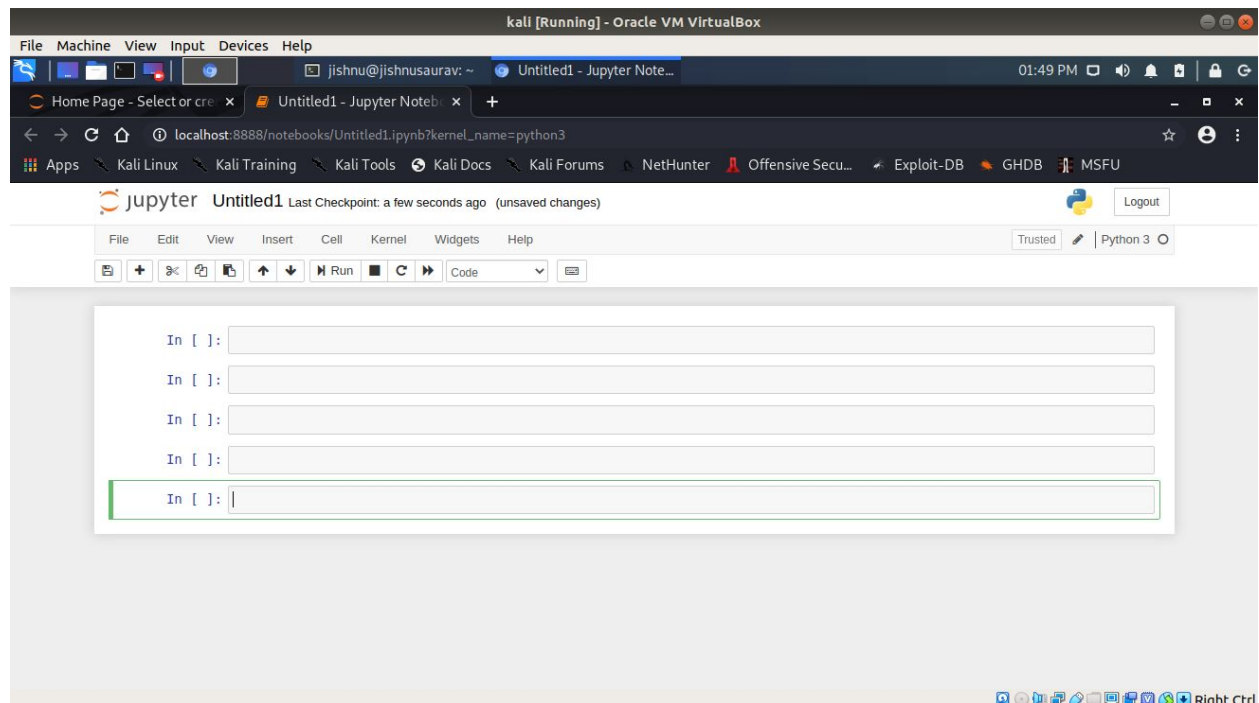 kali [Running] - Oracle VM VirtualBox
File Machine View Input Devices Help
jishnu@jishnusaurav: ~ Untitled1 - Jupyter Note... 01:49 PM
Home Page - Select or cre Untitled1 - Jupyter Notebo
localhost:8888/notebooks/Untitled1.ipynb?kernel_name=python3
Apps Kali Linux Kali Training Kali Tools Kali Docs Kali Forums NetHunter Offensive Secu... Exploit-DB GHDB MSFU
jupyter Untitled1 Last Checkpoint: a few seconds ago (unsaved changes) Logout
File Edit View Insert Cell Kernel Widgets Help Trusted Python 3
Run Code
In [ ]:
In [ ]:
In [ ]:
In [ ]:
In [ ]:
Right Ctrl